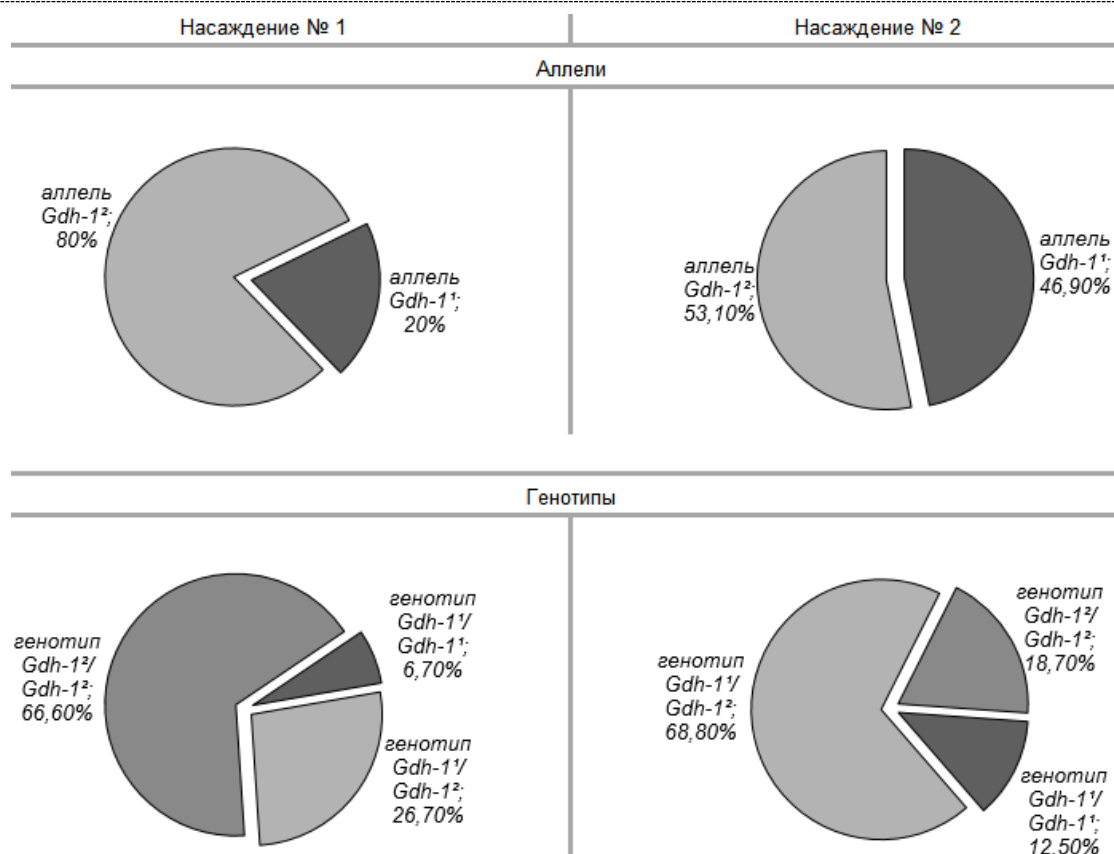 Насаждение № 1
Насаждение № 2
Аллели
аллель
Gdh-1²;
80%
аллель
Gdh-1¹;
20%
аллель
Gdh-1²;
53,10%
аллель
Gdh-1¹;
46,90%
Генотипы
генотип
Gdh-1²/
Gdh-1²;
66,60%
генотип
Gdh-1¹/
Gdh-1¹;
6,70%
генотип
Gdh-1¹/
Gdh-1²;
26,70%
генотип
Gdh-1¹/
Gdh-1²;
68,80%
генотип
Gdh-1²/
Gdh-1²;
18,70%
генотип
Gdh-1¹/
Gdh-1¹;
12,50%